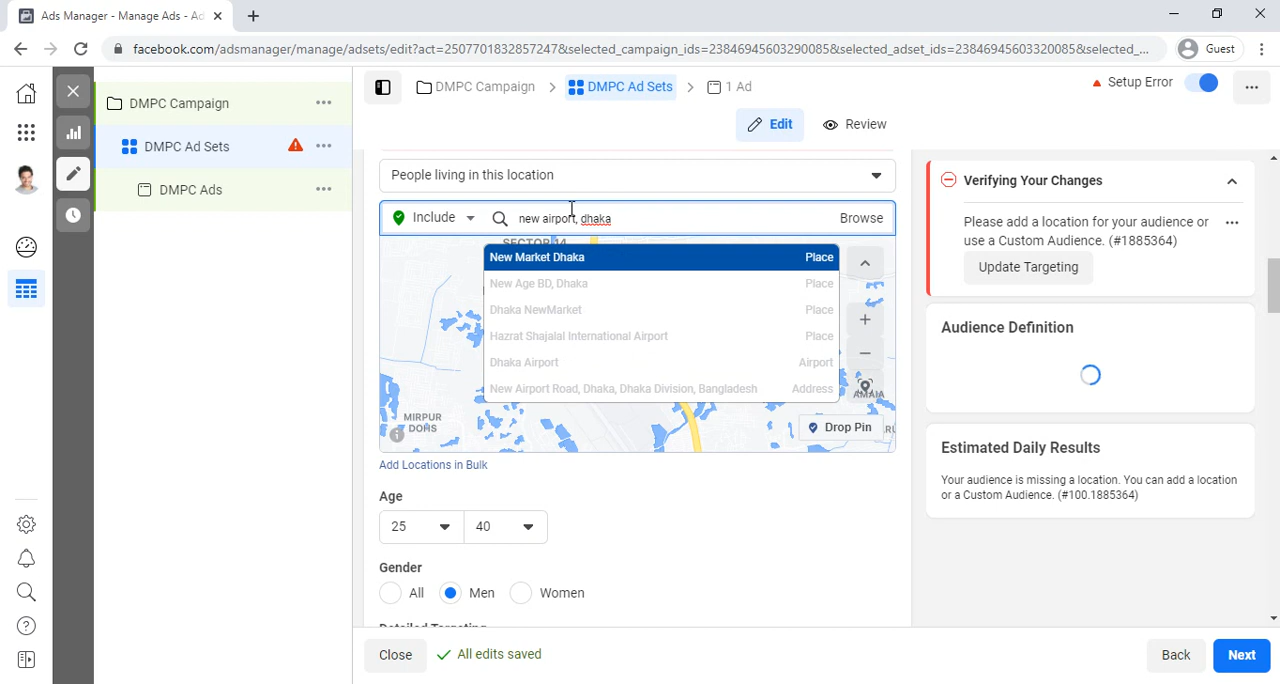 Ads Manager - Manage Ads - Ad
Guest
facebook.com/adsmanager/manage/adsets/edit?act=2507701832857247&selected_campaign_ids=23846945603290085&selected_adset_ids=23846945603320085&selected_...
DMPC Campaign
DMPC Ad Sets
DMPC Ads
DMPC Campaign
DMPC Ad Sets
1 Ad
Setup Error
Edit
Review
People living in this location
Include
new airport, dhaka
Browse
SECTOR 14
New Market Dhaka Place
New Age BD, Dhaka Place
Dhaka NewMarket Place
Hazrat Shajalal International Airport Place
Dhaka Airport Airport
New Airport Road, Dhaka, Dhaka Division, Bangladesh Address
AMAIA
MIRPUR
DOHS
Drop Pin
Add Locations in Bulk
Age
25
40
Gender
All
Men
Women
Detailed Targeting
Close
All edits saved
Back
Next
Verifying Your Changes
Please add a location for your audience or
use a Custom Audience. (#1885364)
Update Targeting
Audience Definition
Estimated Daily Results
Your audience is missing a location. You can add a location
or a Custom Audience. (#100.1885364)